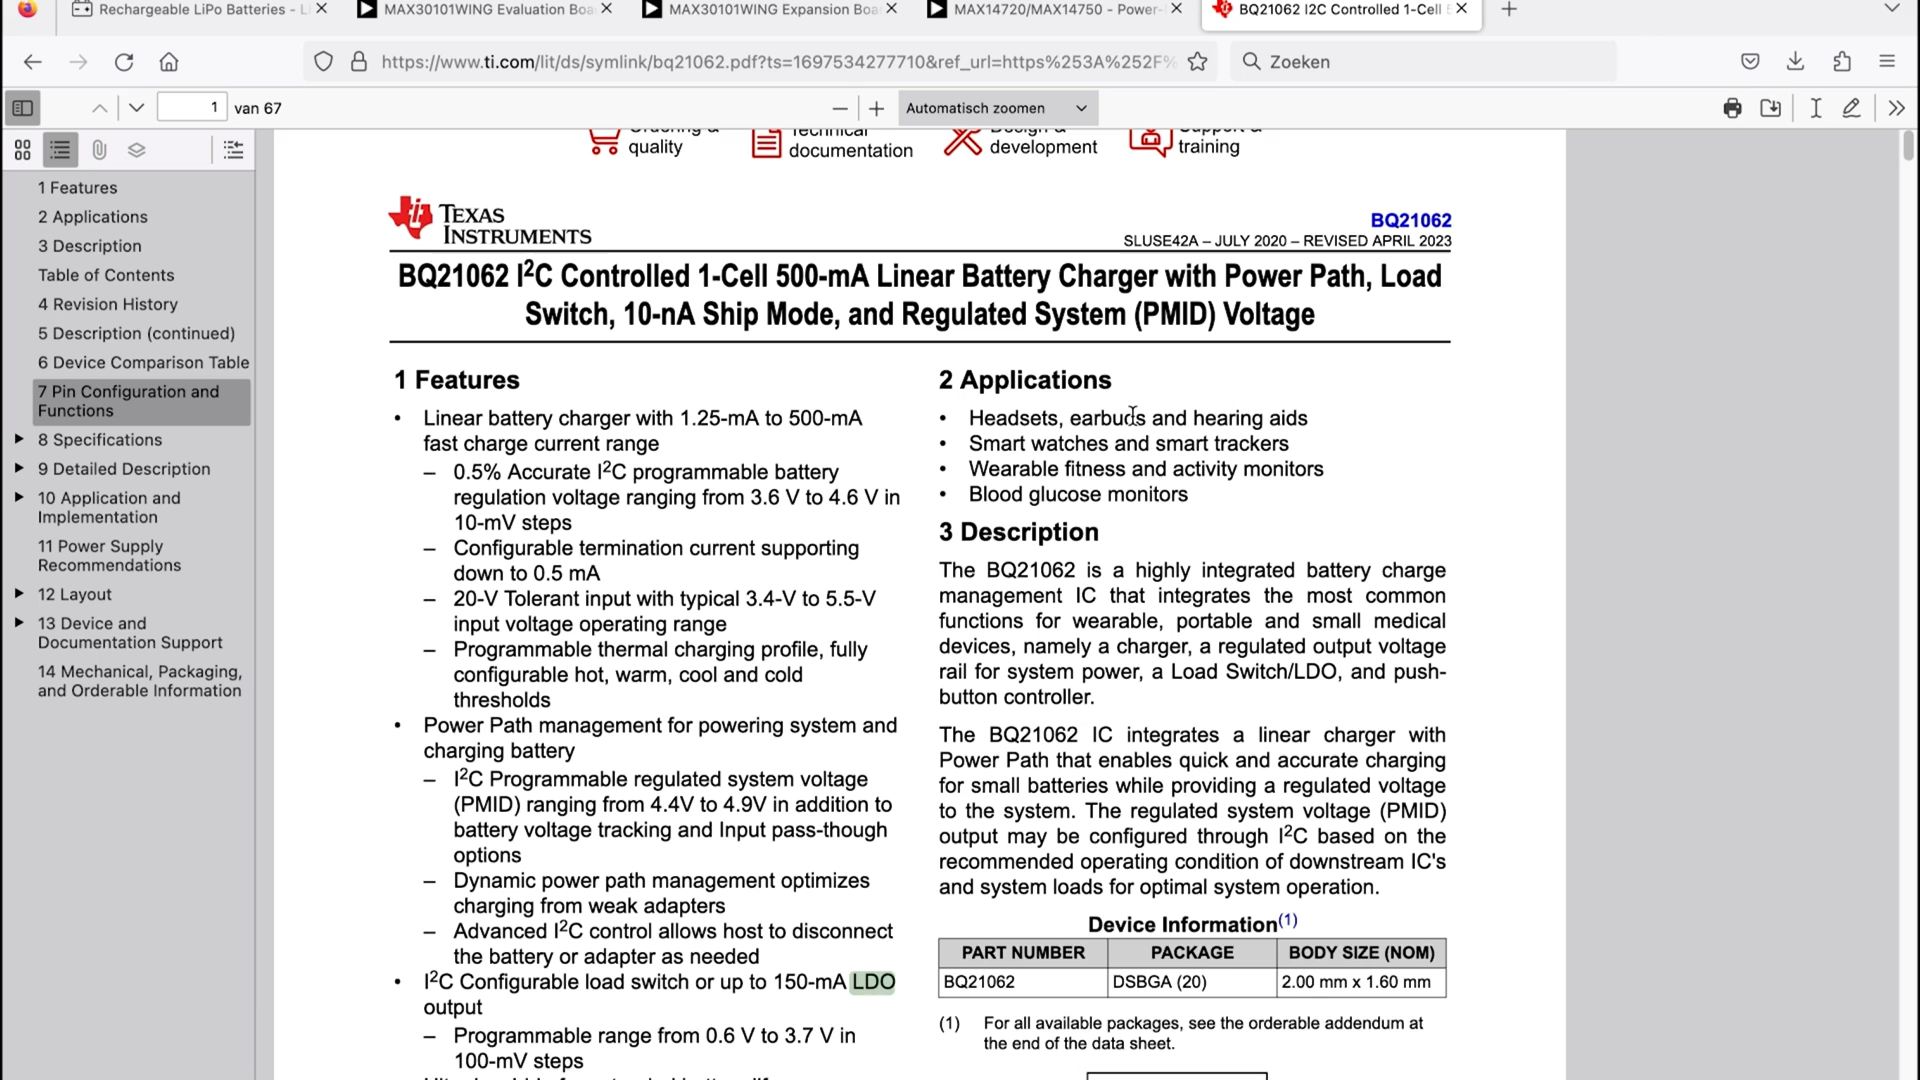 Rechargeable LiPo Batteries - L
MAX30101WING Evaluation Boa
MAX30101WING Expansion Boa
MAX14720/MAX14750 - Power-
BQ21062 I2C Controlled 1-Cell 5
https://www.ti.com/lit/ds/symlink/bq21062.pdf?ts=1697534277710&ref_url=https%253A%252F%
Zoeken
1 van 67
Automatisch zoomen
1 Features
2 Applications
3 Description
Table of Contents
4 Revision History
5 Description (continued)
6 Device Comparison Table
7 Pin Configuration and
Functions
8 Specifications
9 Detailed Description
10 Application and
Implementation
11 Power Supply
Recommendations
12 Layout
13 Device and
Documentation Support
14 Mechanical, Packaging,
and Orderable Information
Ordering &
quality
Technical
documentation
Design &
development
Support &
training
TEXAS
INSTRUMENTS
BQ21062
SLUSE42A – JULY 2020 – REVISED APRIL 2023
BQ21062 I²C Controlled 1-Cell 500-mA Linear Battery Charger with Power Path, Load
Switch, 10-nA Ship Mode, and Regulated System (PMID) Voltage
1 Features
• Linear battery charger with 1.25-mA to 500-mA
fast charge current range
– 0.5% Accurate I²C programmable battery
regulation voltage ranging from 3.6 V to 4.6 V in
10-mV steps
– Configurable termination current supporting
down to 0.5 mA
– 20-V Tolerant input with typical 3.4-V to 5.5-V
input voltage operating range
– Programmable thermal charging profile, fully
configurable hot, warm, cool and cold
thresholds
• Power Path management for powering system and
charging battery
– I²C Programmable regulated system voltage
(PMID) ranging from 4.4V to 4.9V in addition to
battery voltage tracking and Input pass-though
options
– Dynamic power path management optimizes
charging from weak adapters
– Advanced I²C control allows host to disconnect
the battery or adapter as needed
• I²C Configurable load switch or up to 150-mA LDO
output
– Programmable range from 0.6 V to 3.7 V in
100-mV steps
2 Applications
• Headsets, earbuds and hearing aids
• Smart watches and smart trackers
• Wearable fitness and activity monitors
• Blood glucose monitors
3 Description
The BQ21062 is a highly integrated battery charge
management IC that integrates the most common
functions for wearable, portable and small medical
devices, namely a charger, a regulated output voltage
rail for system power, a Load Switch/LDO, and push-
button controller.
The BQ21062 IC integrates a linear charger with
Power Path that enables quick and accurate charging
for small batteries while providing a regulated voltage
to the system. The regulated system voltage (PMID)
output may be configured through I²C based on the
recommended operating condition of downstream IC's
and system loads for optimal system operation.
Device Information(1)
PART NUMBER PACKAGE BODY SIZE (NOM)
BQ21062 DSBGA (20) 2.00 mm x 1.60 mm
(1) For all available packages, see the orderable addendum at
the end of the data sheet.